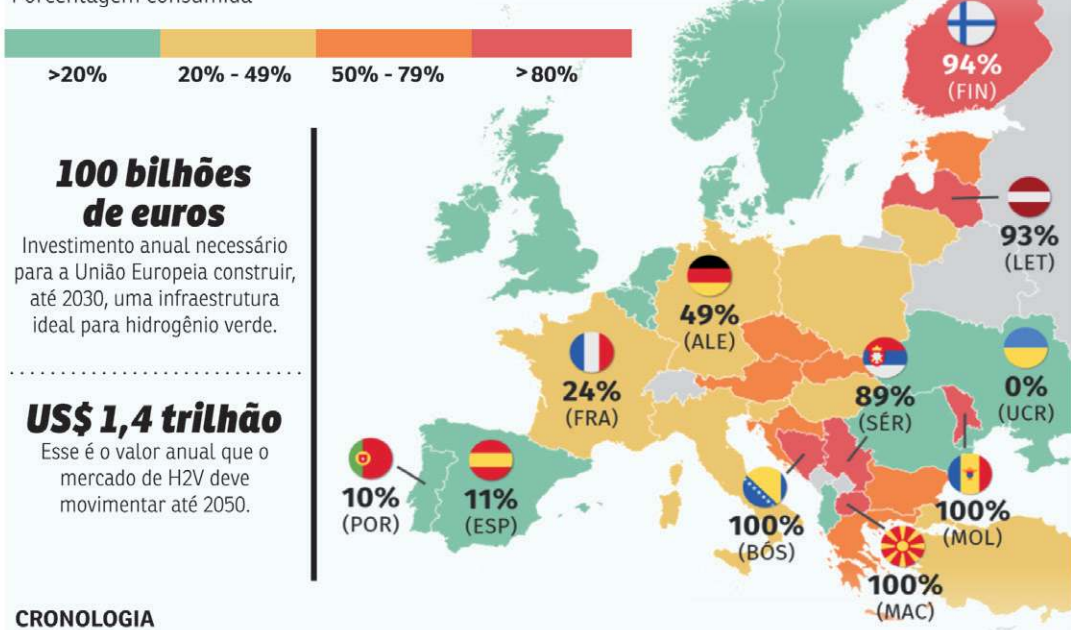 Porcentagem consumida
>20%
20% - 49%
50% - 79%
>80%
100 bilhões
de euros
Investimento anual necessário
para a União Europeia construir,
até 2030, uma infraestrutura
ideal para hidrogênio verde.
US$ 1,4 trilhão
Esse é o valor anual que o
mercado de H2V deve
movimentar até 2050.
94%
(FIN)
93%
(LET)
49%
(ALE)
24%
(FRA)
89%
(SÉR)
0%
(UCR)
10%
(POR)
11%
(ESP)
100%
(BÓS)
100%
(MOL)
100%
(MAC)
CRONOLOGIA